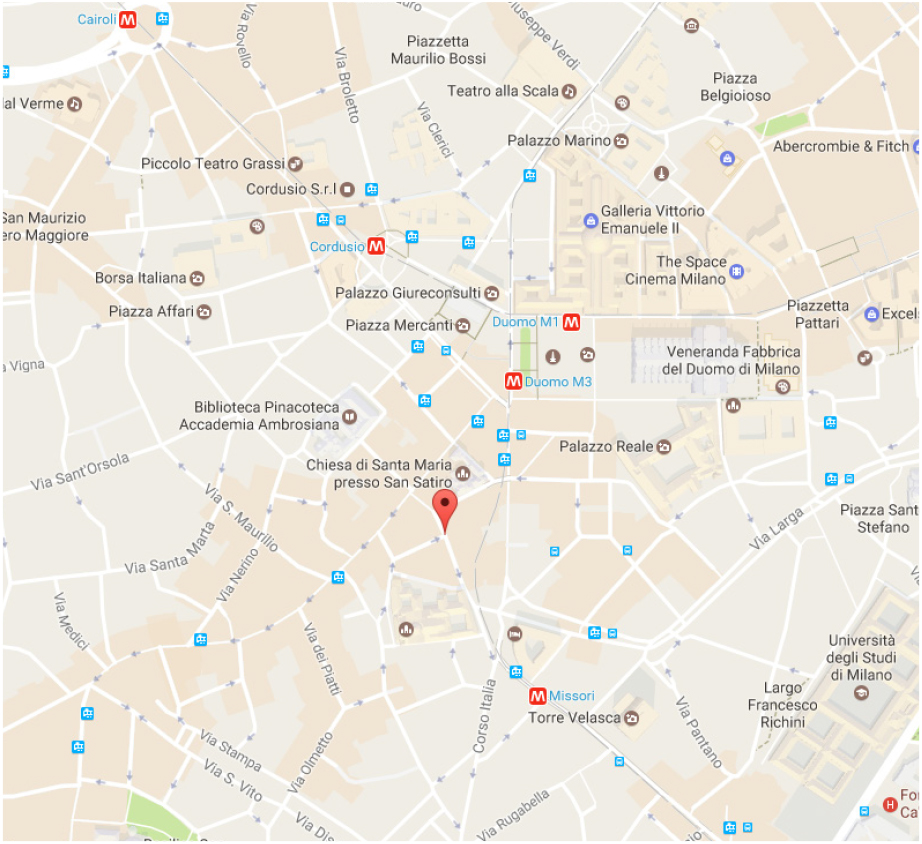 Cairoli M
Via Rovello
Via Broletto
Piazzetta
Maurilio Bossi
Giuseppe Verdi
Teatro alla Scala
Piazza
Belgioioso
al Verme
Via Clerici
Palazzo Marino
Abercrombie & Fitch
Piccolo Teatro Grassi
Cordusio S.r.l
San Maurizio
ero Maggiore
Galleria Vittorio
Emanuele II
Cordusio M
Borsa Italiana
The Space
Cinema Milano
Palazzo Giureconsulti
Piazza Affari
Piazza Mercanti
Duomo M1 M
Piazzetta
Pattari
Excels
a Vigna
Veneranda Fabbrica
del Duomo di Milano
M Duomo M3
Biblioteca Pinacoteca
Accademia Ambrosiana
Palazzo Reale
Chiesa di Santa Maria
presso San Satiro
Via Sant'Orsola
Via S. Maurilio
Via Larga
Piazza Sant
Stefano
Via Santa Marta
Via Nerino
Via Medici
Via dei Piatti
Università
degli Studi
di Milano
Largo
Francesco
Richini
M Missori
Torre Velasca
Corso Italia
Via Pantano
Via Stampa
Via Olmetto
Via S. Vito
H
For
Ca
Via Rugabella
Via Dis
sio